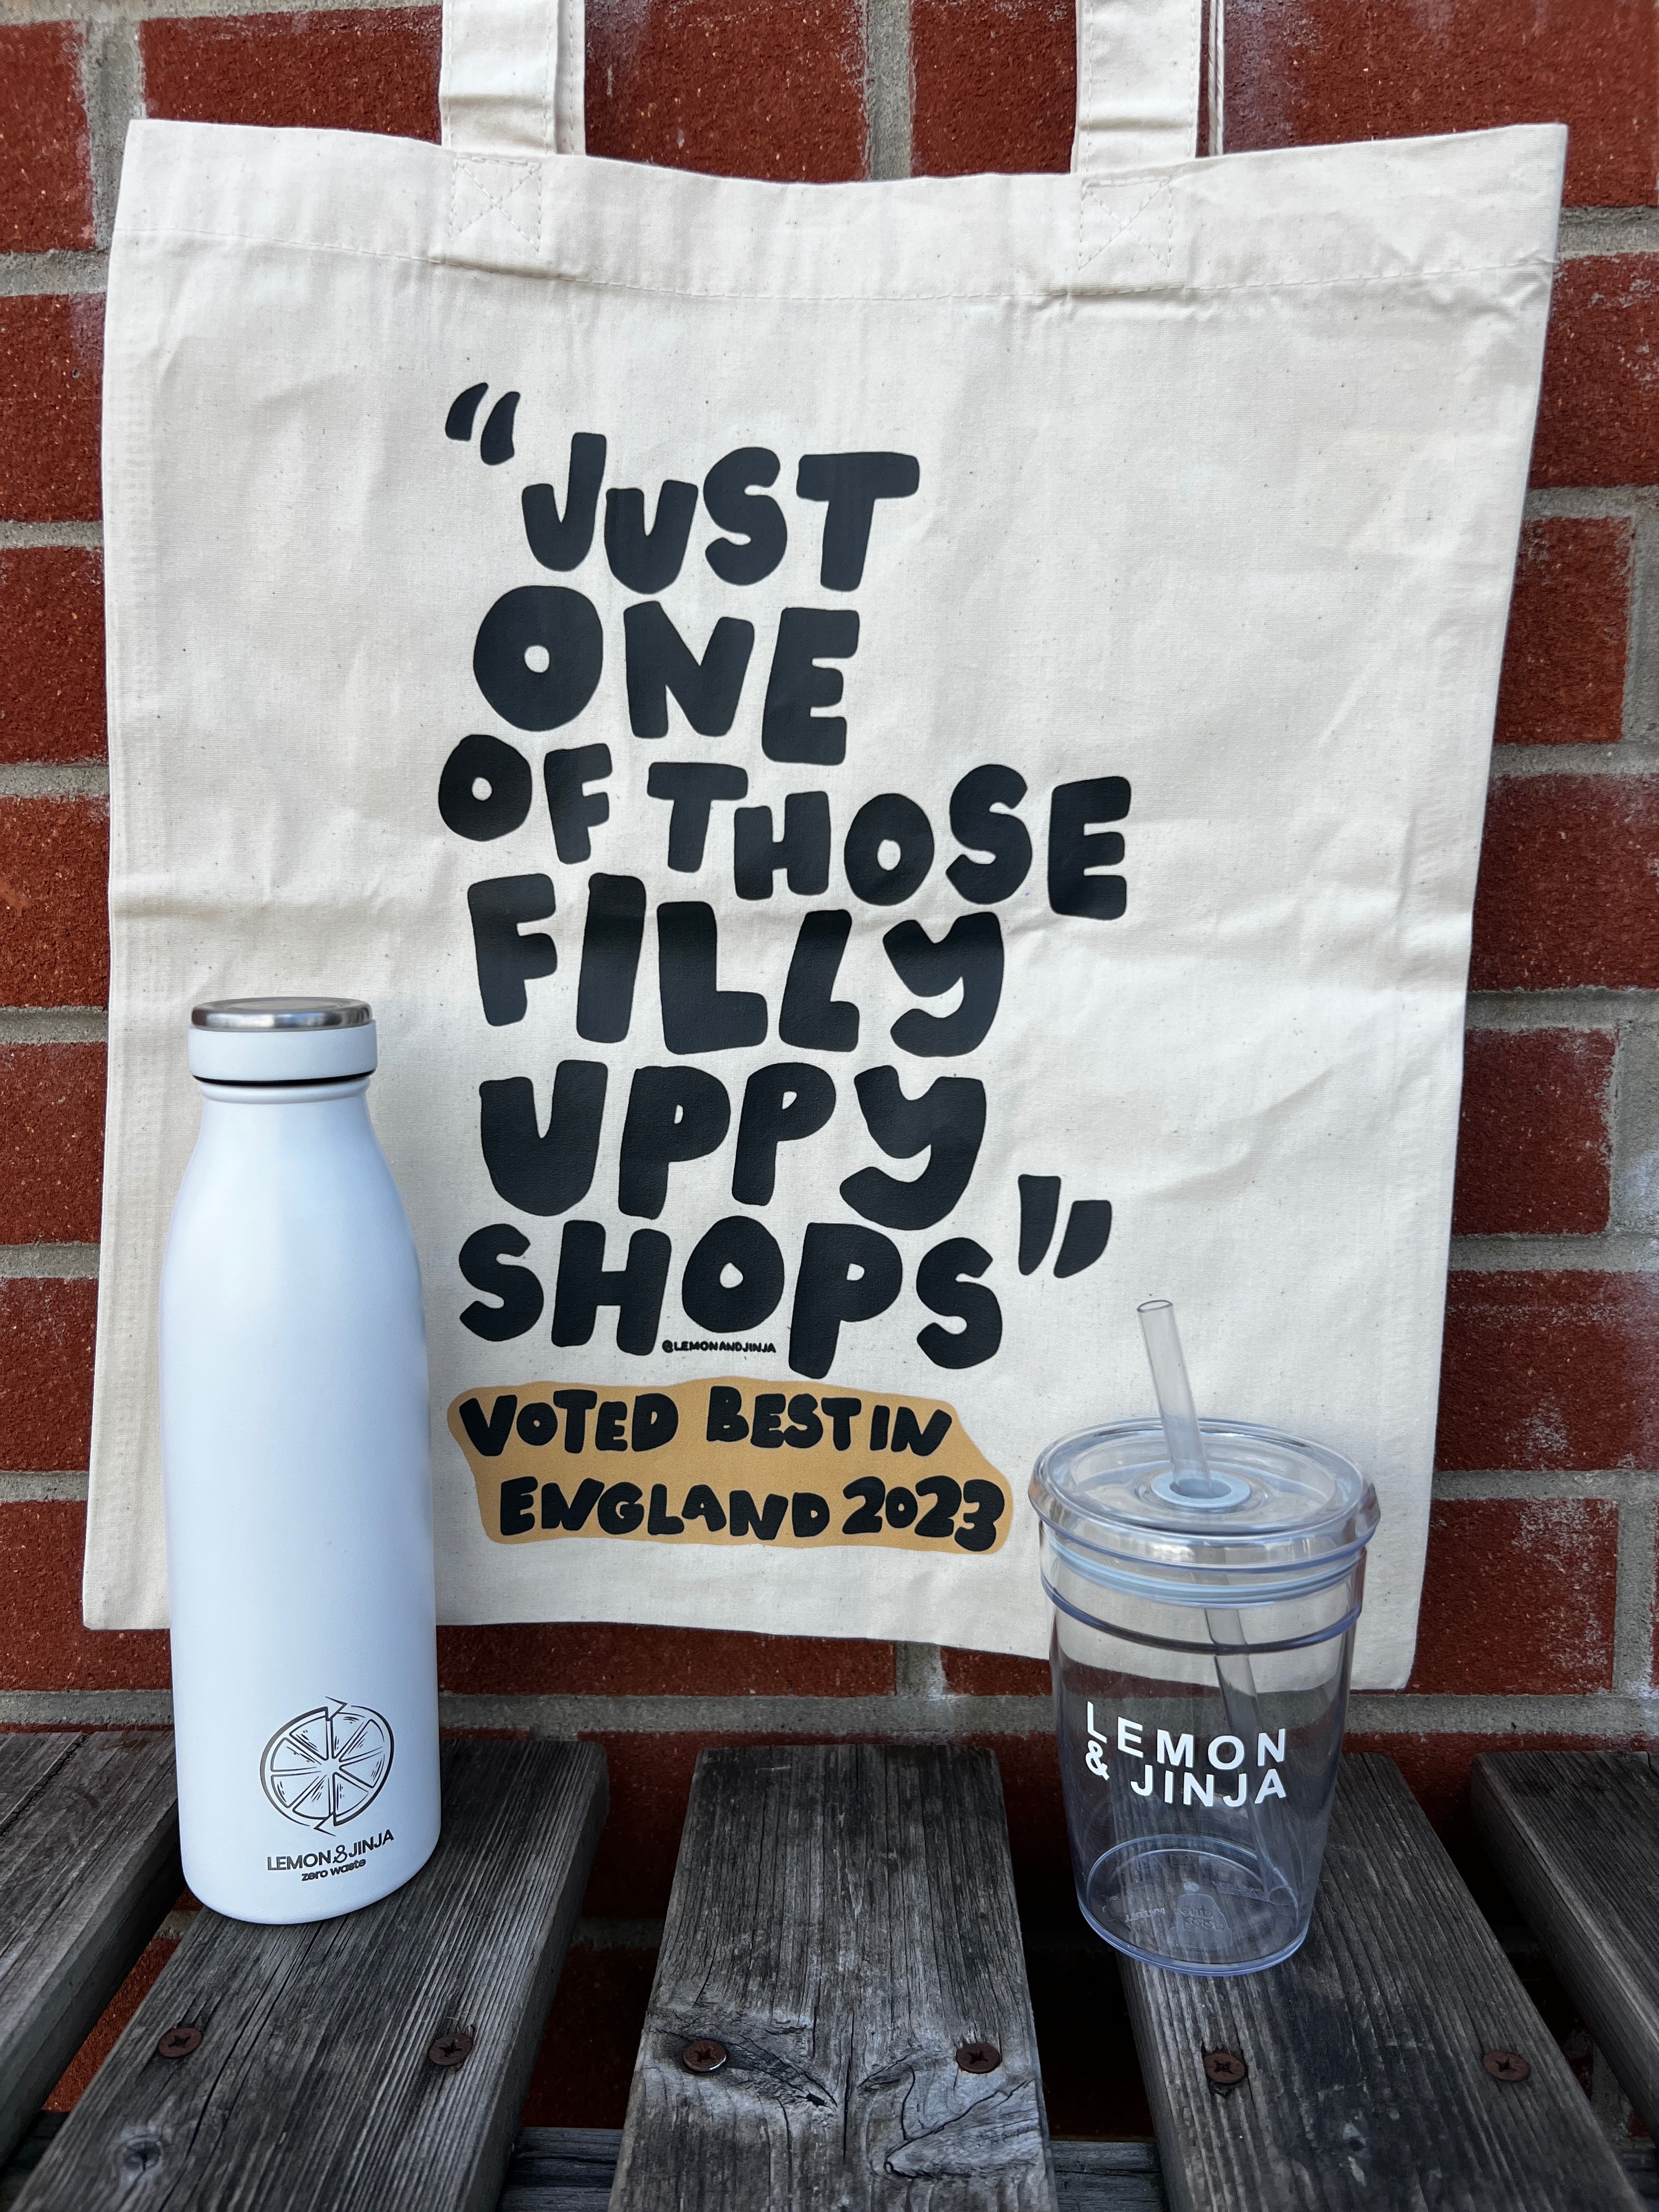 “JUST
ONE
OF THOSE
FILLY
UPPY
SHOPS”
@LEMONANDJINJA
VOTED BEST IN
ENGLAND 2023
LEMON & JINJA
zero waste
LEMON
& JINJA